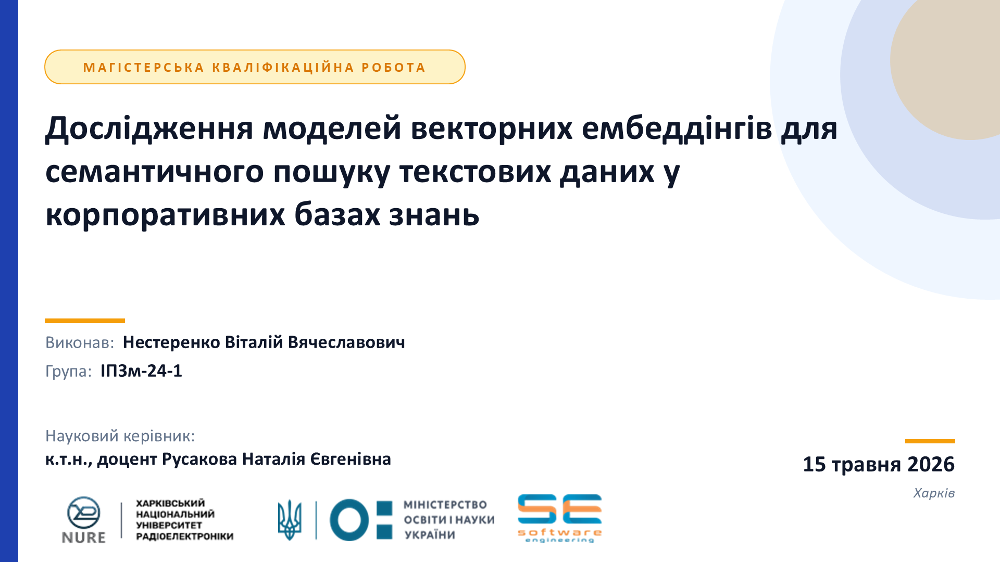 МАГІСТЕРСЬКА КВАЛІФІКАЦІЙНА РОБОТА
Дослідження моделей векторних ембеддінгів для
семантичного пошуку текстових даних у
корпоративних базах знань
Виконав: Нестеренко Віталій Вячеславович
Група: ІПЗм-24-1
Науковий керівник:
к.т.н., доцент Русакова Наталія Євгенівна
15 травня 2026
Харків
NURE
ХАРКІВСЬКИЙ
НАЦІОНАЛЬНИЙ
УНІВЕРСИТЕТ
РАДІОЕЛЕКТРОНІКИ
МІНІСТЕРСТВО
ОСВІТИ І НАУКИ
УКРАЇНИ
SE
software
engineering